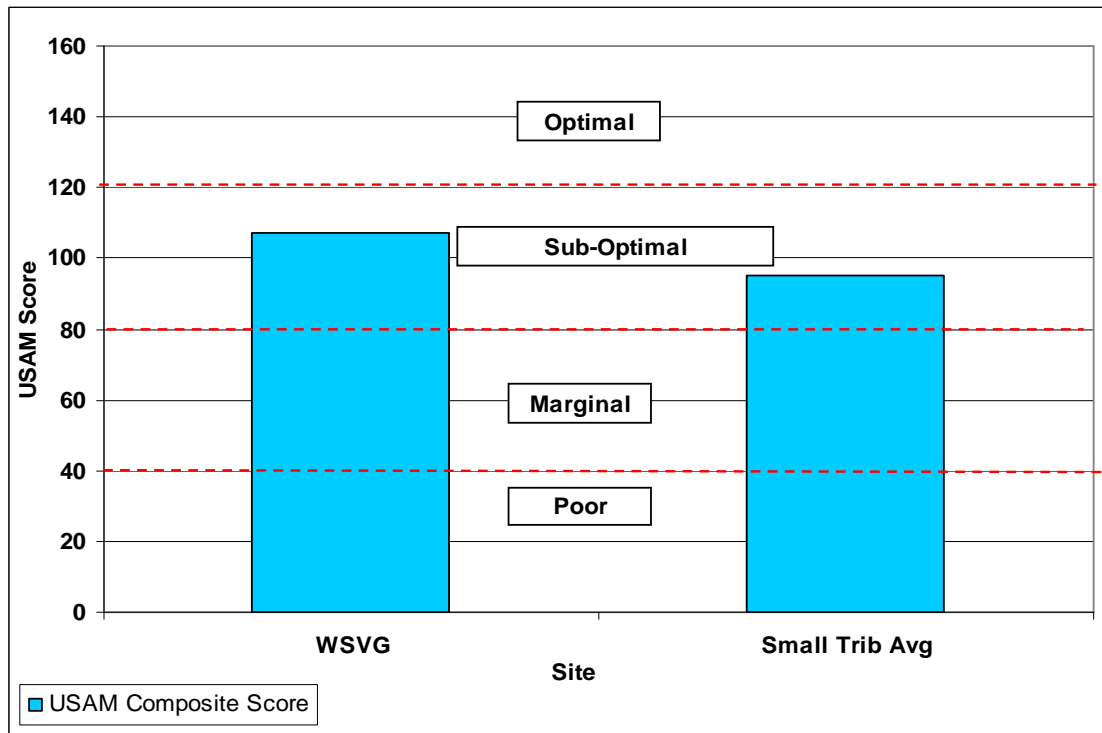 160
140
120
100
80
60
40
20
0
USAM Score
Optimal
Sub-Optimal
Marginal
Poor
WSVG
Small Trib Avg
Site
USAM Composite Score